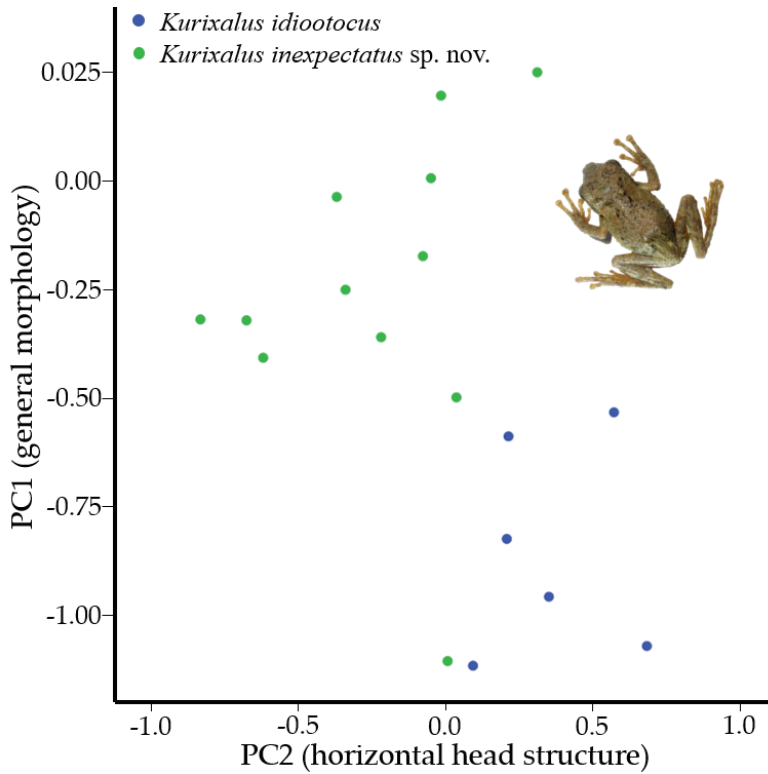 Kurixalus idiootocus
Kurixalus inexpectatus sp. nov.
0.025
0.00
-0.25
-0.50
-0.75
-1.00
PC1 (general morphology)
-1.0 -0.5 0.0 0.5 1.0
PC2 (horizontal head structure)